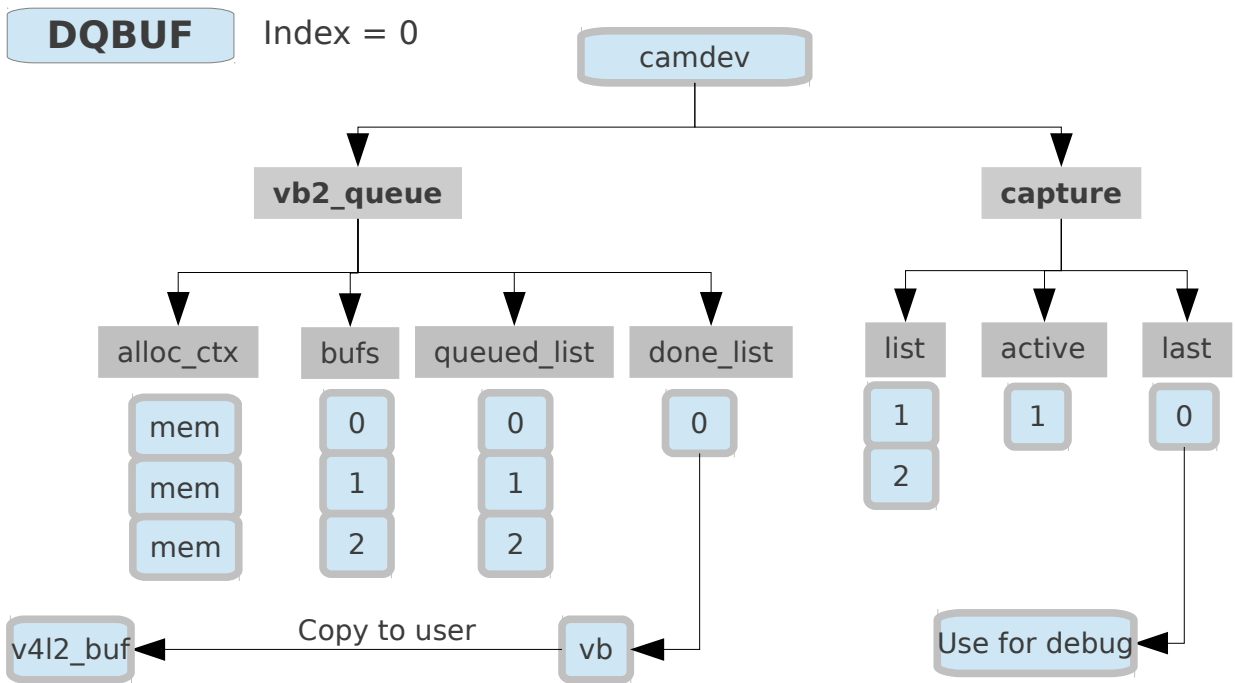 DQBUF
Index = 0
camdev
vb2_queue
capture
alloc_ctx
bufs
queued_list
done_list
list
active
last
mem
mem
mem
0
1
2
0
1
2
0
1
2
1
0
Copy to user
v4l2_buf
vb
Use for debug